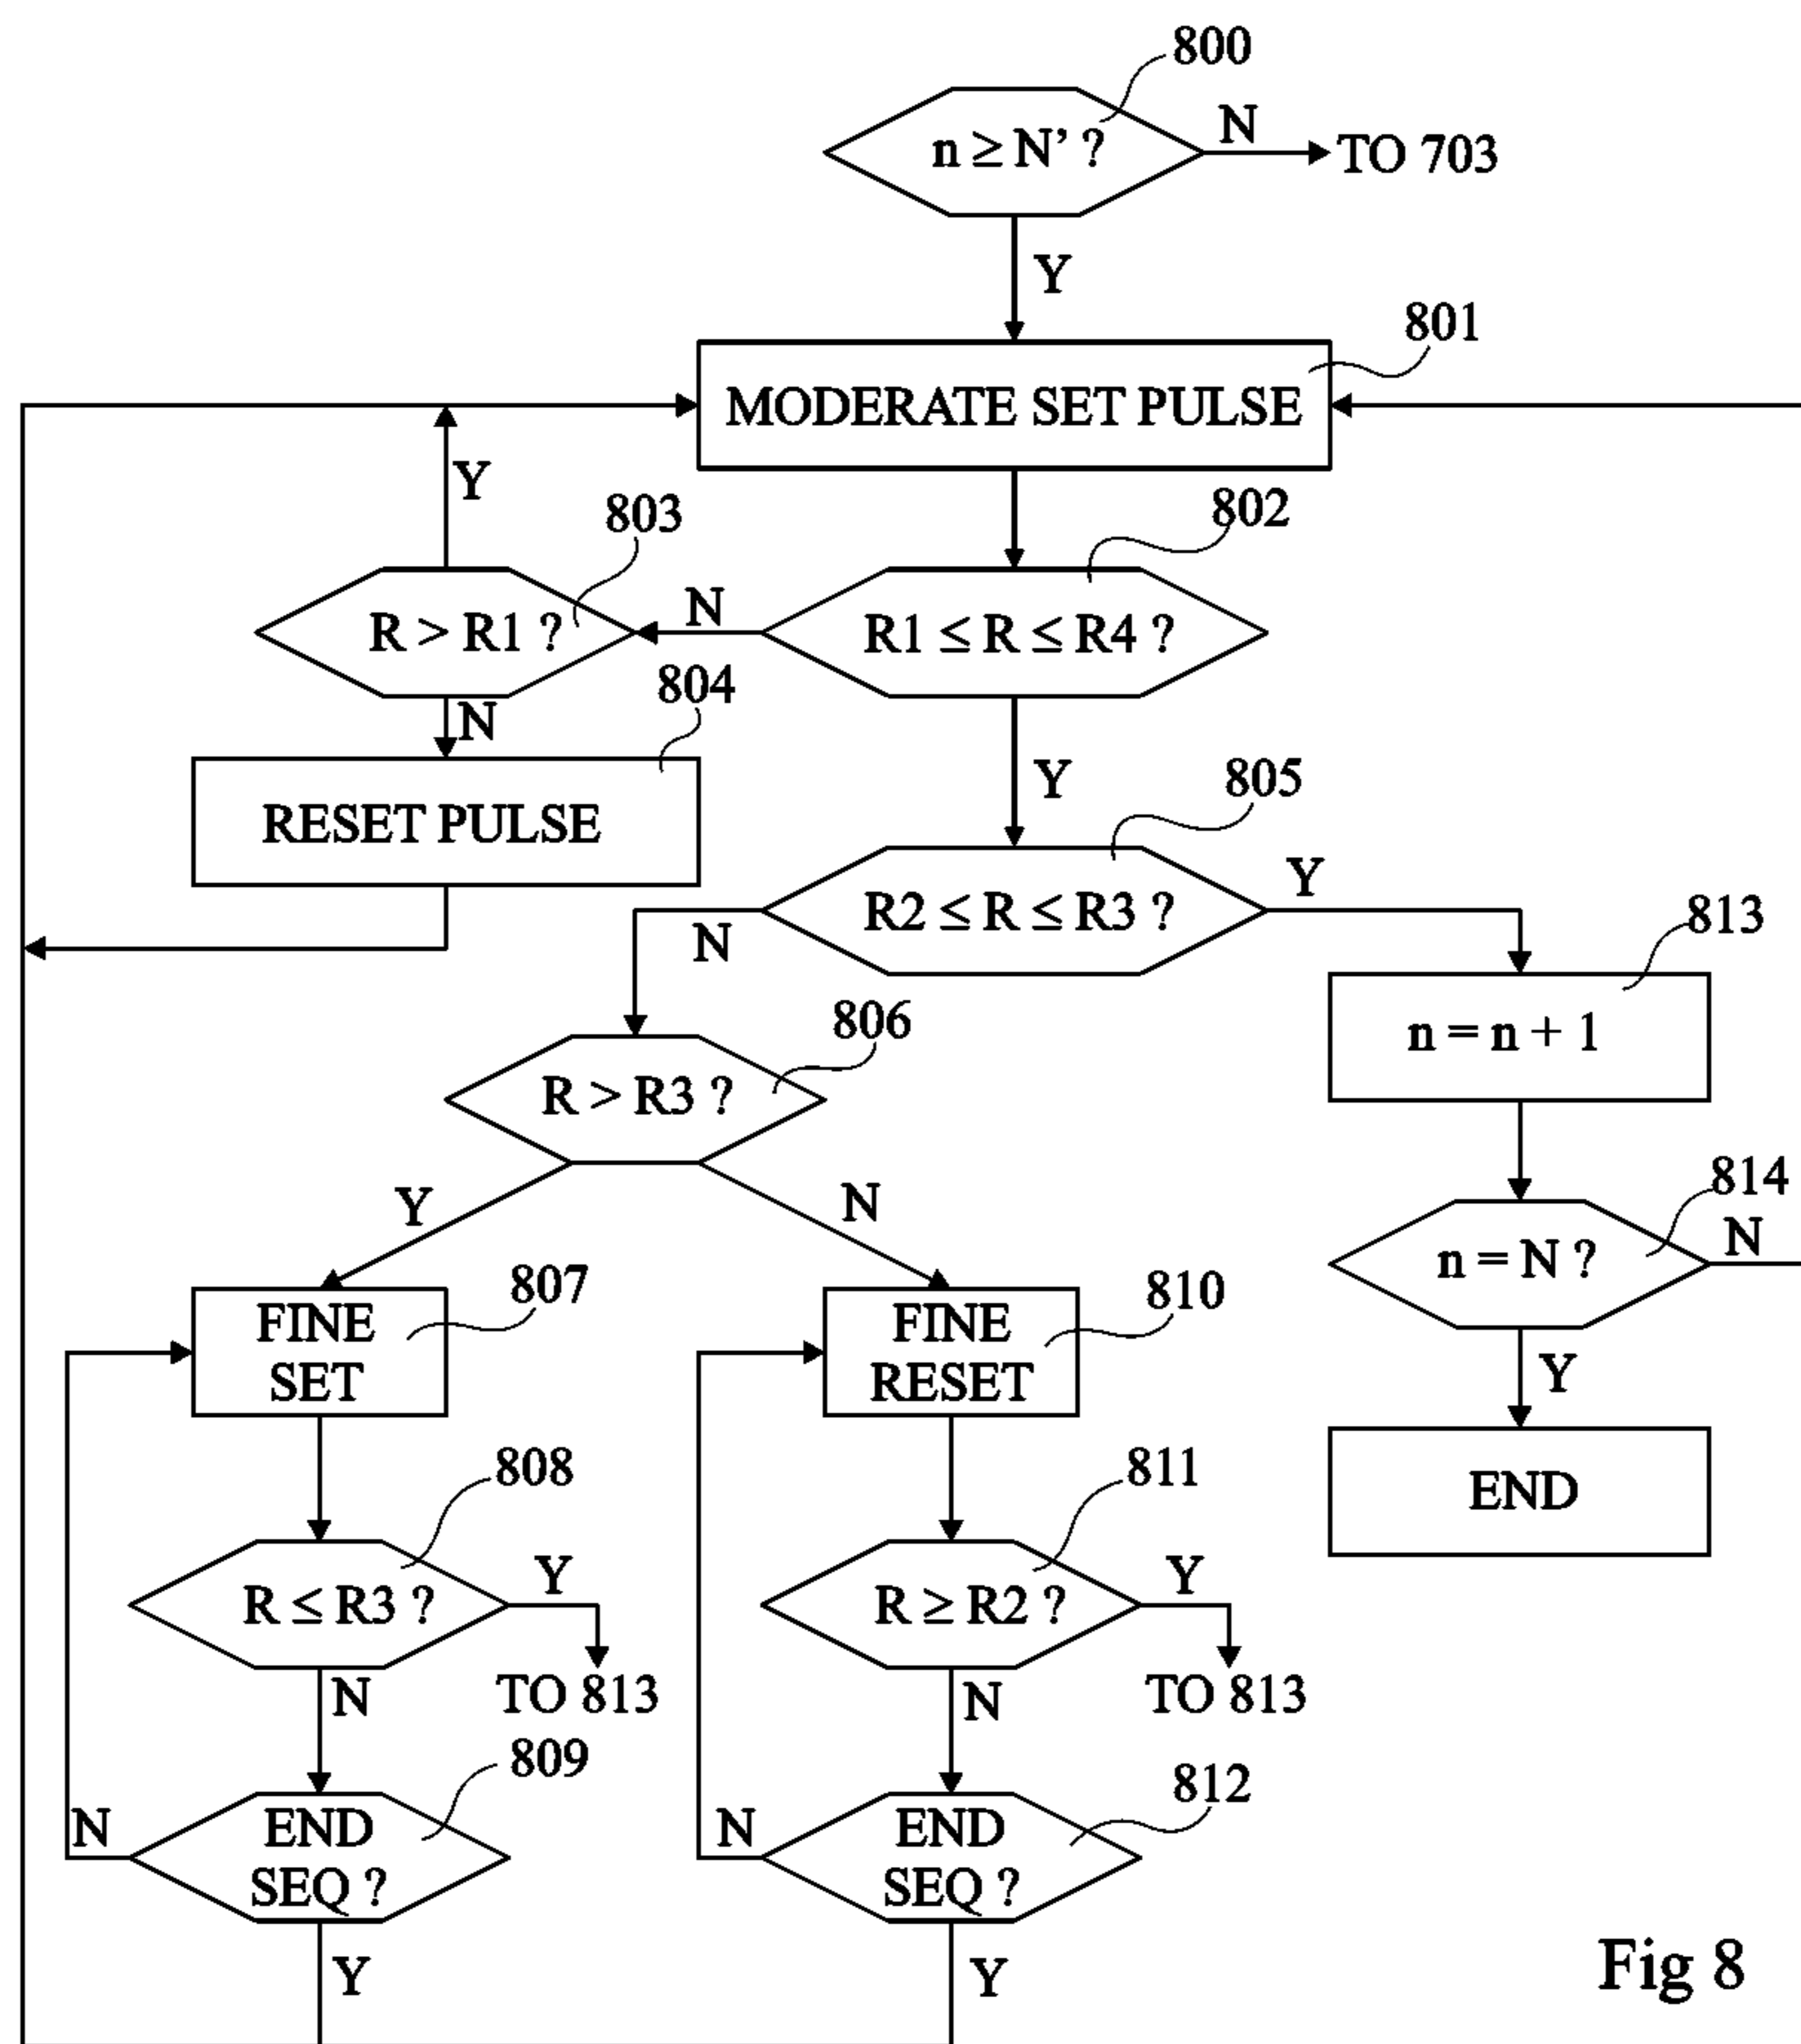 800
n ≥ N’ ?
N
TO 703
Y
801
MODERATE SET PULSE
Y
803
802
R > R1 ?
N
R1 ≤ R ≤ R4 ?
804
N
RESET PULSE
Y
805
R2 ≤ R ≤ R3 ?
Y
N
813
806
n = n + 1
R > R3 ?
814
Y
N
n = N ?
N
807
810
FINE
SET
FINE
RESET
Y
END
808
811
R ≤ R3 ?
Y
R ≥ R2 ?
Y
TO 813
TO 813
N
N
809
812
N
END
SEQ ?
N
END
SEQ ?
Y
Y
Fig 8